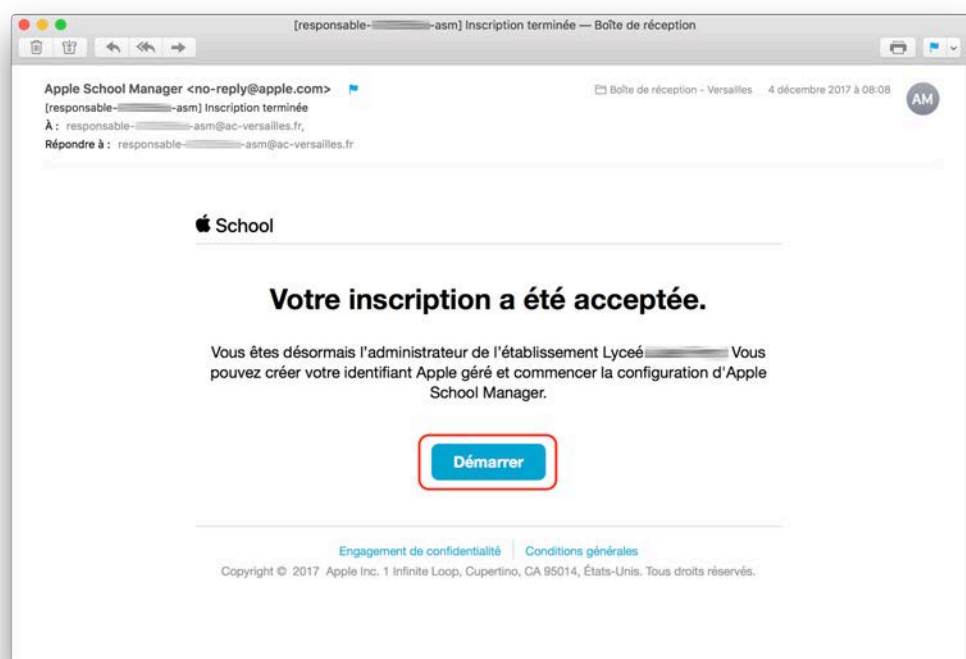 [responsable- -asm] Inscription terminée — Boîte de réception
Apple School Manager <no-reply@apple.com>
Boîte de réception - Versailles 4 décembre 2017 à 08:08
AM
[responsable- -asm] Inscription terminée
À : responsable- -asm@ac-versailles.fr,
Répondre à : responsable- -asm@ac-versailles.fr
School
Votre inscription a été acceptée.
Vous êtes désormais l'administrateur de l'établissement Lyceé Vous
pouvez créer votre identifiant Apple géré et commencer la configuration d'Apple
School Manager.
Démarrer
Engagement de confidentialité Conditions générales
Copyright © 2017 Apple Inc. 1 Infinite Loop, Cupertino, CA 95014, États-Unis. Tous droits réservés.